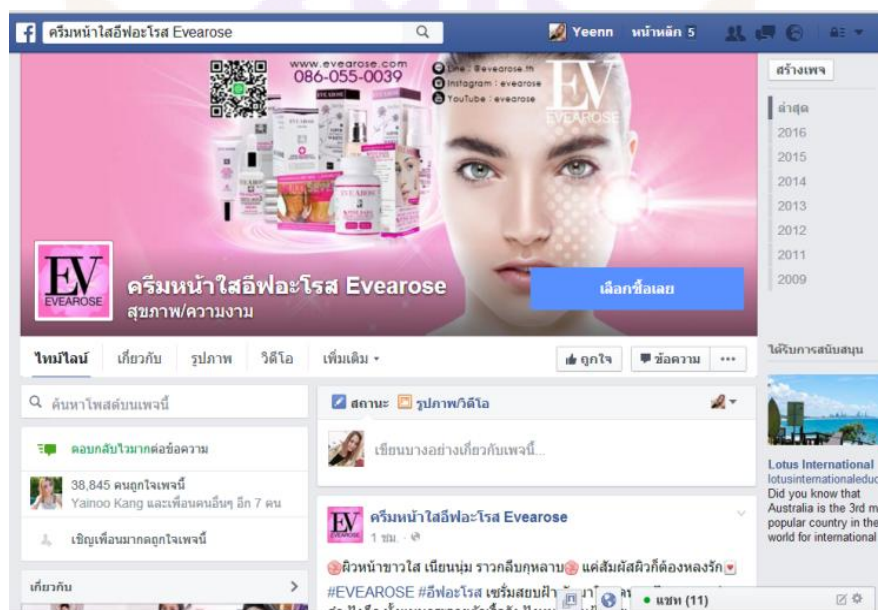 ครีมหน้าใสอีฟอะโรส Evearose
Yeenn หน้าหลัก 5
www.evearose.com
086-055-0039
Line : @evearose.th
Instagram : evearose
YouTube : evearose
EV
EVEAROSE
EV
EVEAROSE
ครีมหน้าใสอีฟอะโรส Evearose
สุขภาพ/ความงาม
เลือกซื้อเลย
ไทม์ไลน์ เกี่ยวกับ รูปภาพ วิดีโอ เพิ่มเติม
ถูกใจ ข้อความ
ค้นหาโพสต์บนเพจนี้
ตอบกลับไวมากต่อข้อความ
38,845 คนถูกใจเพจนี้
Yainoo Kang และเพื่อนคนอื่นๆ อีก 7 คน
เชิญเพื่อนมากดถูกใจเพจนี้
เกี่ยวกับ
สถานะ รูปภาพ/วิดีโอ
เขียนบางอย่างเกี่ยวกับเพจนี้...
EV
ครีมหน้าใสอีฟอะโรส Evearose
1 ชม.
ผิวหน้าขาวใส เนียนนุ่ม ราวกลีบกุหลาบ แค่สัมผัสผิวก็ต้องหลงรัก
#EVEAROSE #อีฟอะโรส เซรั่มสยบฝ้า
แชท (11)
สร้างเพจ
ล่าสุด
2016
2015
2014
2013
2012
2011
2009
ได้รับการสนับสนุน
Lotus International
lotusinternationaleduc
Did you know that
Australia is the 3rd m
popular country in the
world for international